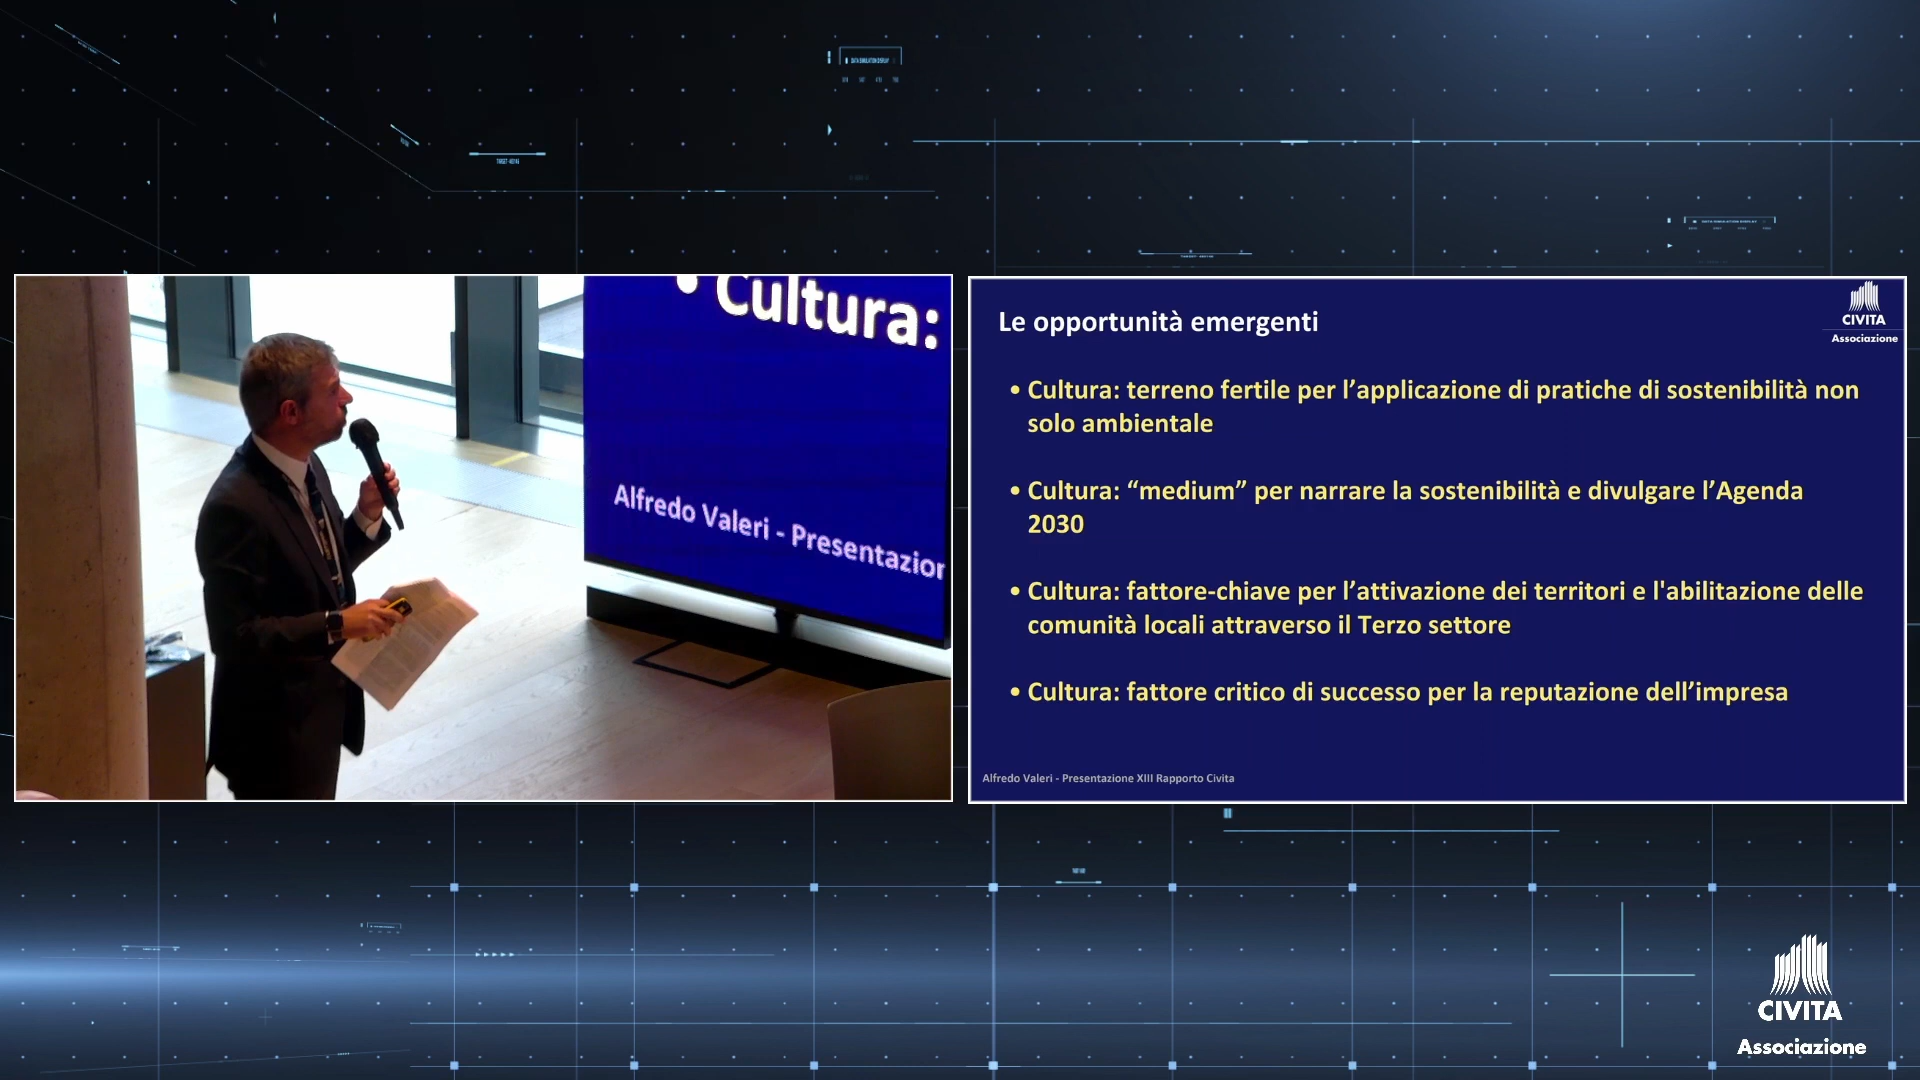 • Cultura:
Alfredo Valeri - Presentazion
Le opportunità emergenti
CIVITA
Associazione
• Cultura: terreno fertile per l’applicazione di pratiche di sostenibilità non
solo ambientale
• Cultura: “medium” per narrare la sostenibilità e divulgare l’Agenda
2030
• Cultura: fattore-chiave per l’attivazione dei territori e l'abilitazione delle
comunità locali attraverso il Terzo settore
• Cultura: fattore critico di successo per la reputazione dell’impresa
Alfredo Valeri - Presentazione XIII Rapporto Civita
CIVITA
Associazione